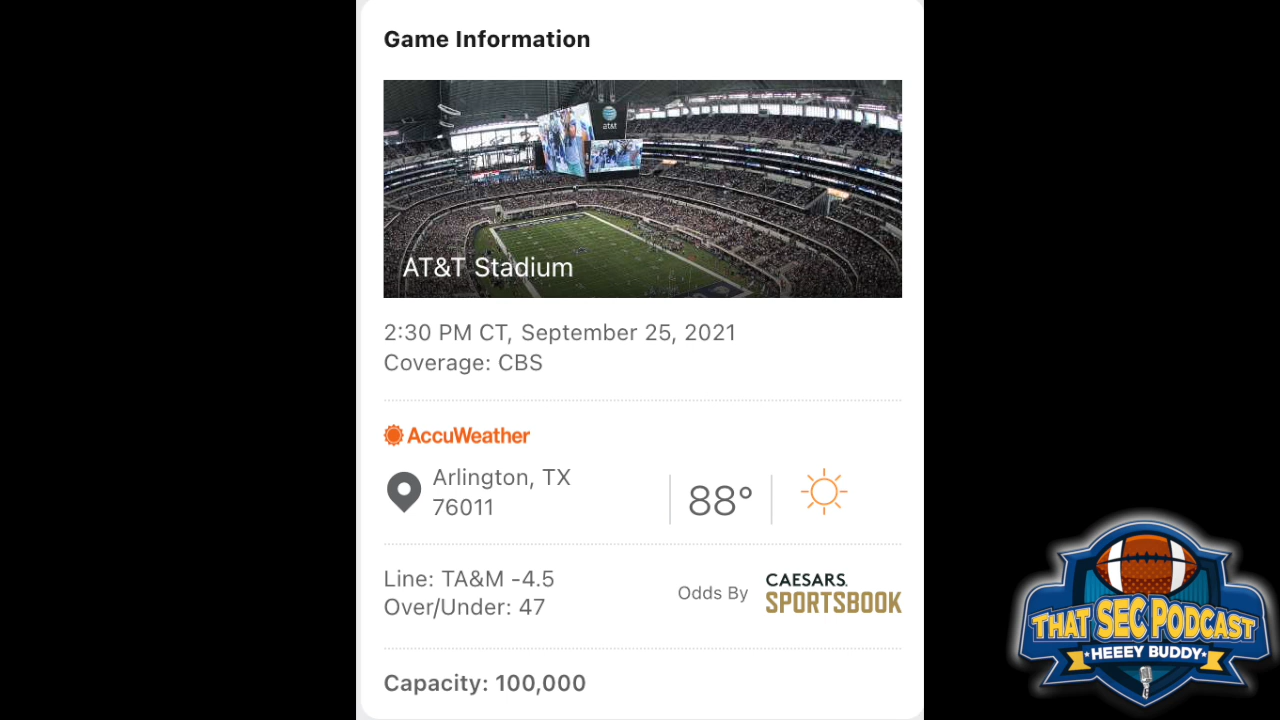 Game Information
at&t
AT&T Stadium
2:30 PM CT, September 25, 2021
Coverage: CBS
AccuWeather
Arlington, TX
76011
88°
Line: TA&M -4.5
Over/Under: 47
Odds By
CAESARS
SPORTSBOOK
Capacity: 100,000
THAT SEC PODCAST
HEEEY BUDDY